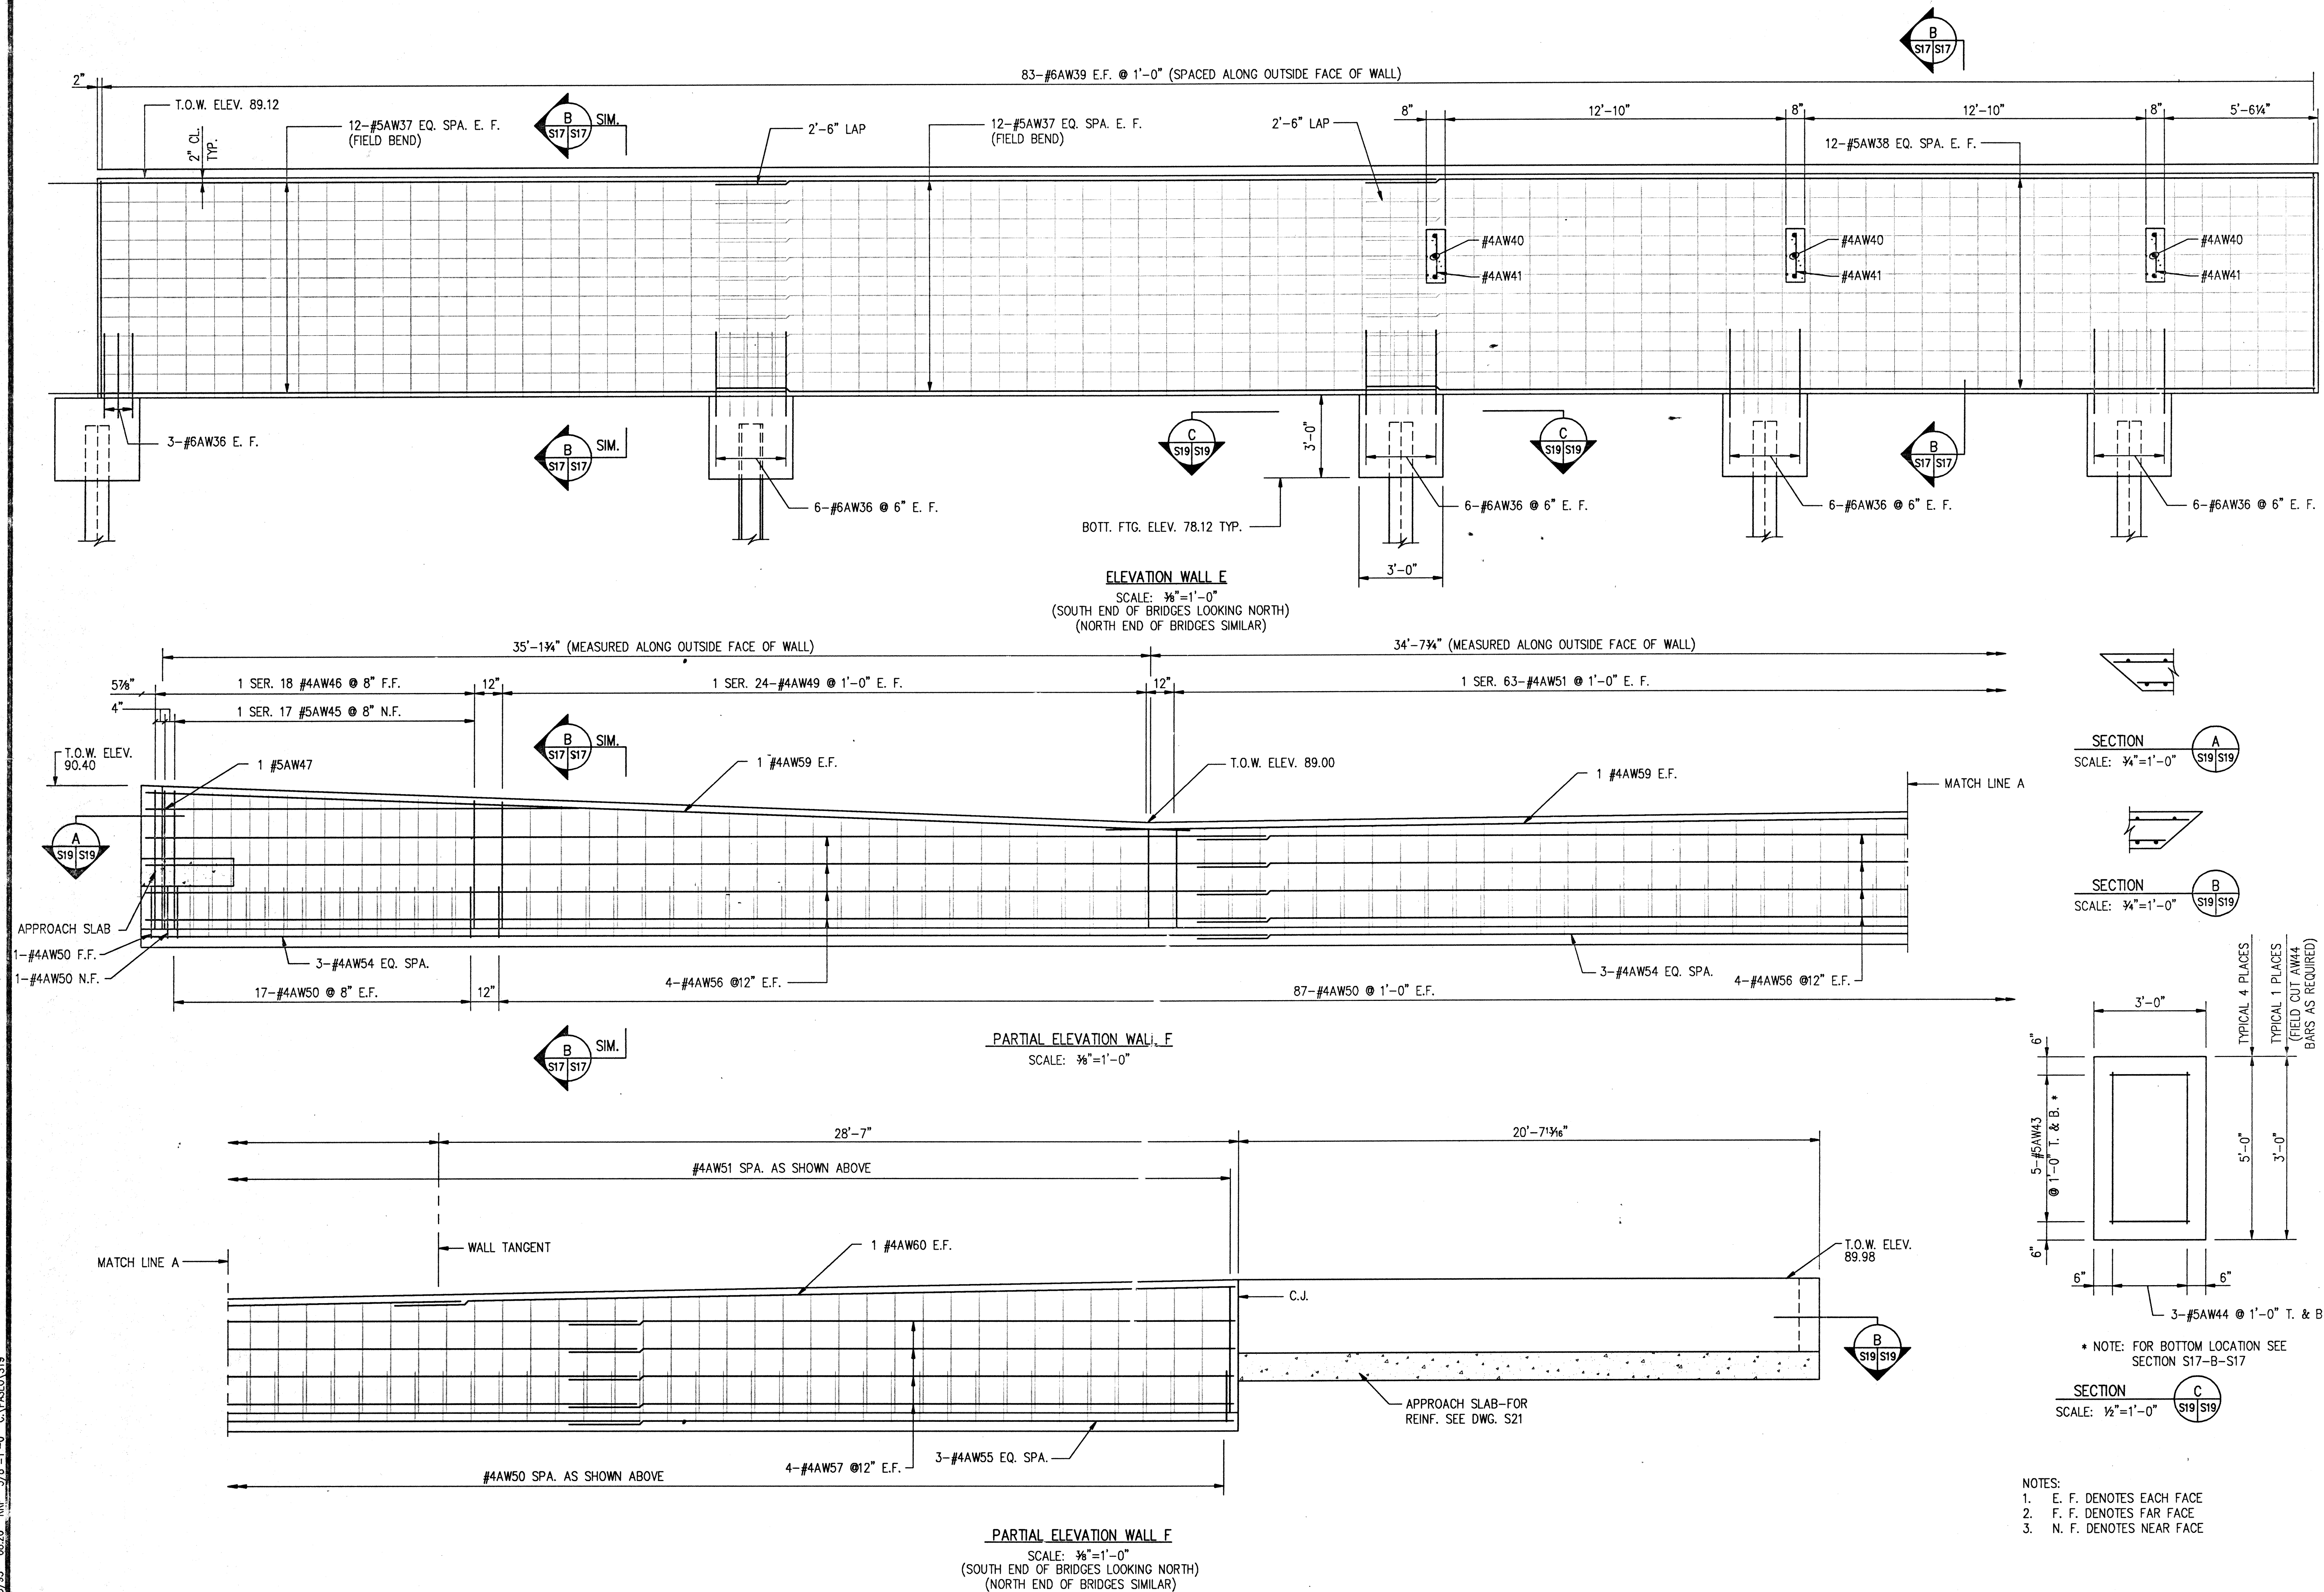 B
S17 S17
2"
83-#6AW39 E.F. @ 1'-0" (SPACED ALONG OUTSIDE FACE OF WALL)
T.O.W. ELEV. 89.12
2" CL.
TYP.
12-#5AW37 EQ. SPA. E. F.
(FIELD BEND)
B
S17 S17
SIM.
2'-6" LAP
12-#5AW37 EQ. SPA. E. F.
(FIELD BEND)
2'-6" LAP
8"
12'-10"
8"
12'-10"
8"
5'-6¼"
12-#5AW38 EQ. SPA. E. F.
#4AW40
#4AW41
#4AW40
#4AW41
#4AW40
#4AW41
3-#6AW36 E. F.
B
S17 S17
SIM.
6-#6AW36 @ 6" E. F.
C
S19 S19
3'-0"
C
S19 S19
B
S17 S17
6-#6AW36 @ 6" E. F.
6-#6AW36 @ 6" E. F.
6-#6AW36 @ 6" E. F.
BOTT. FTG. ELEV. 78.12 TYP.
3'-0"
ELEVATION WALL E
SCALE: ⅜"=1'-0"
(SOUTH END OF BRIDGES LOOKING NORTH)
(NORTH END OF BRIDGES SIMILAR)
35'-1¾" (MEASURED ALONG OUTSIDE FACE OF WALL)
34'-7¾" (MEASURED ALONG OUTSIDE FACE OF WALL)
5⅞"
1 SER. 18 #4AW46 @ 8" F.F.
12"
1 SER. 24-#4AW49 @ 1'-0" E. F.
12"
1 SER. 63-#4AW51 @ 1'-0" E. F.
4"
1 SER. 17 #5AW45 @ 8" N.F.
T.O.W. ELEV.
90.40
1 #5AW47
B
S17 S17
SIM.
1 #4AW59 E.F.
T.O.W. ELEV. 89.00
1 #4AW59 E.F.
MATCH LINE A
SECTION
A
S19 S19
SCALE: ¾"=1'-0"
SECTION
B
S19 S19
SCALE: ¾"=1'-0"
A
S19 S19
APPROACH SLAB
1-#4AW50 F.F.
1-#4AW50 N.F.
3-#4AW54 EQ. SPA.
4-#4AW56 @12" E.F.
3-#4AW54 EQ. SPA.
4-#4AW56 @12" E.F.
17-#4AW50 @ 8" E.F.
12"
87-#4AW50 @ 1'-0" E.F.
B
S17 S17
SIM.
PARTIAL ELEVATION WALL F
SCALE: ⅜"=1'-0"
3'-0"
TYPICAL 4 PLACES
TYPICAL 1 PLACES
(FIELD CUT AW44
BARS AS REQUIRED)
6"
5-#5AW43
@ 1'-0" T. & B. *
6"
5'-0"
3'-0"
6"
6"
3-#5AW44 @ 1'-0" T. & B
* NOTE: FOR BOTTOM LOCATION SEE
SECTION S17-B-S17
SECTION
C
S19 S19
SCALE: ½"=1'-0"
28'-7"
20'-7¹³⁄₁₆"
#4AW51 SPA. AS SHOWN ABOVE
MATCH LINE A
WALL TANGENT
1 #4AW60 E.F.
C.J.
T.O.W. ELEV.
89.98
B
S19 S19
APPROACH SLAB-FOR
REINF. SEE DWG. S21
3-#4AW55 EQ. SPA.
4-#4AW57 @12" E.F.
#4AW50 SPA. AS SHOWN ABOVE
PARTIAL ELEVATION WALL F
SCALE: ⅜"=1'-0"
(SOUTH END OF BRIDGES LOOKING NORTH)
(NORTH END OF BRIDGES SIMILAR)
NOTES:
1. E. F. DENOTES EACH FACE
2. F. F. DENOTES FAR FACE
3. N. F. DENOTES NEAR FACE